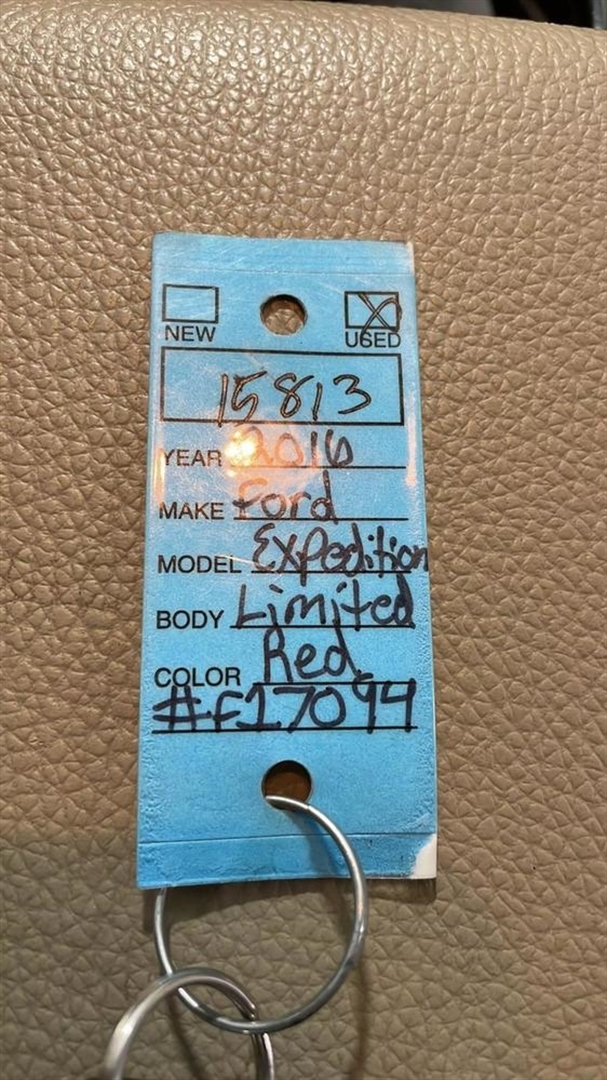 NEW USED
15813
YEAR 2016
MAKE Ford
MODEL Expedition
BODY Limited
COLOR Red
#F17094